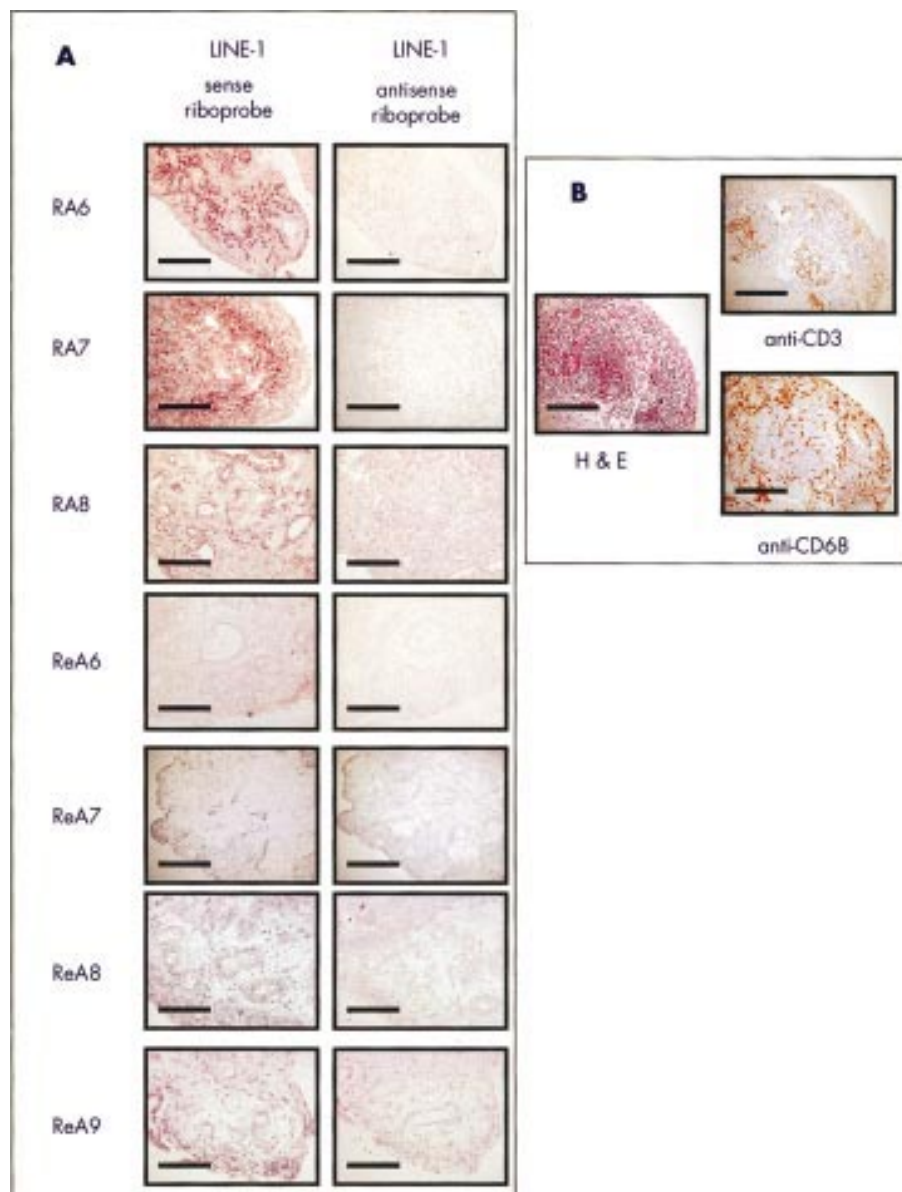 A
LINE-1
sense
riboprobe
LINE-1
antisense
riboprobe
RA6
RA7
RA8
ReA6
ReA7
ReA8
ReA9
B
H & E
anti-CD3
anti-CD68